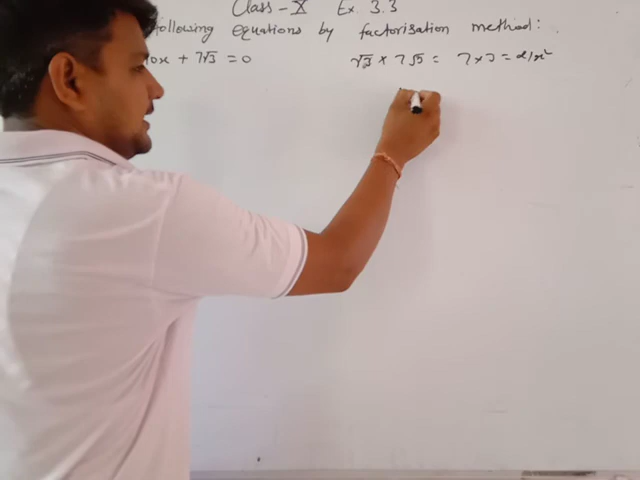 Class - X Ex. 3.3
following equations by factorisation method:
10x + 7√3 = 0 √3 × 7√3 = 7×3 = 21x²